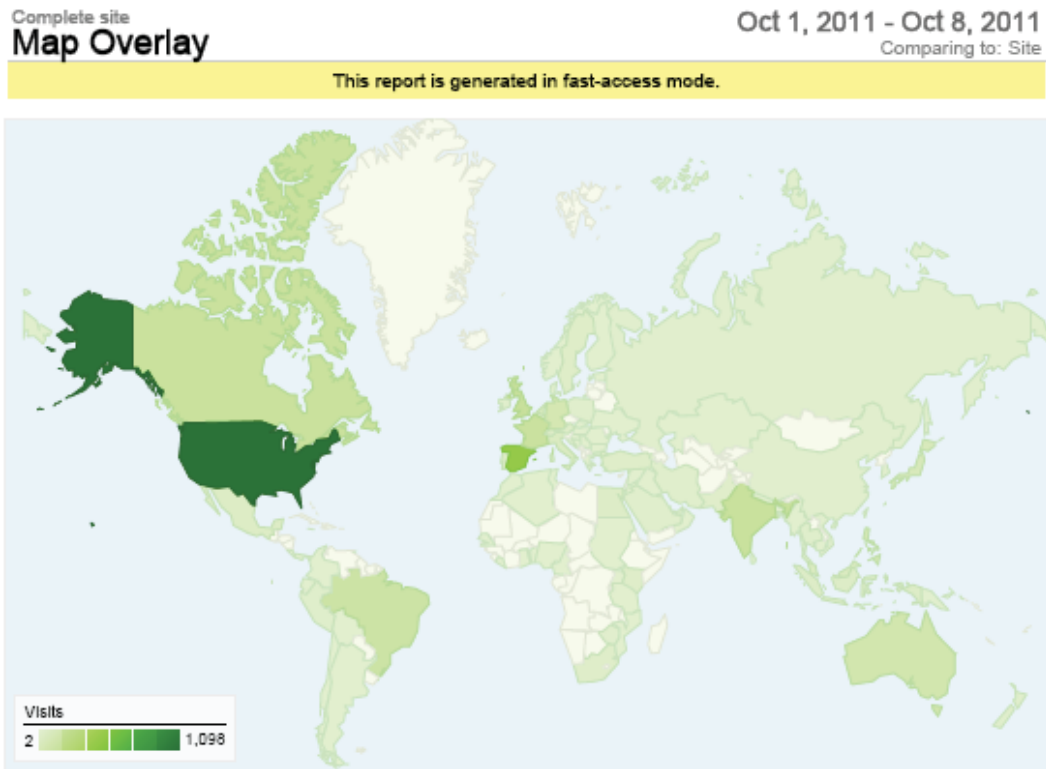 Complete site
Map Overlay
Oct 1, 2011 - Oct 8, 2011
Comparing to: Site
This report is generated in fast-access mode.
Visits
2 1,098